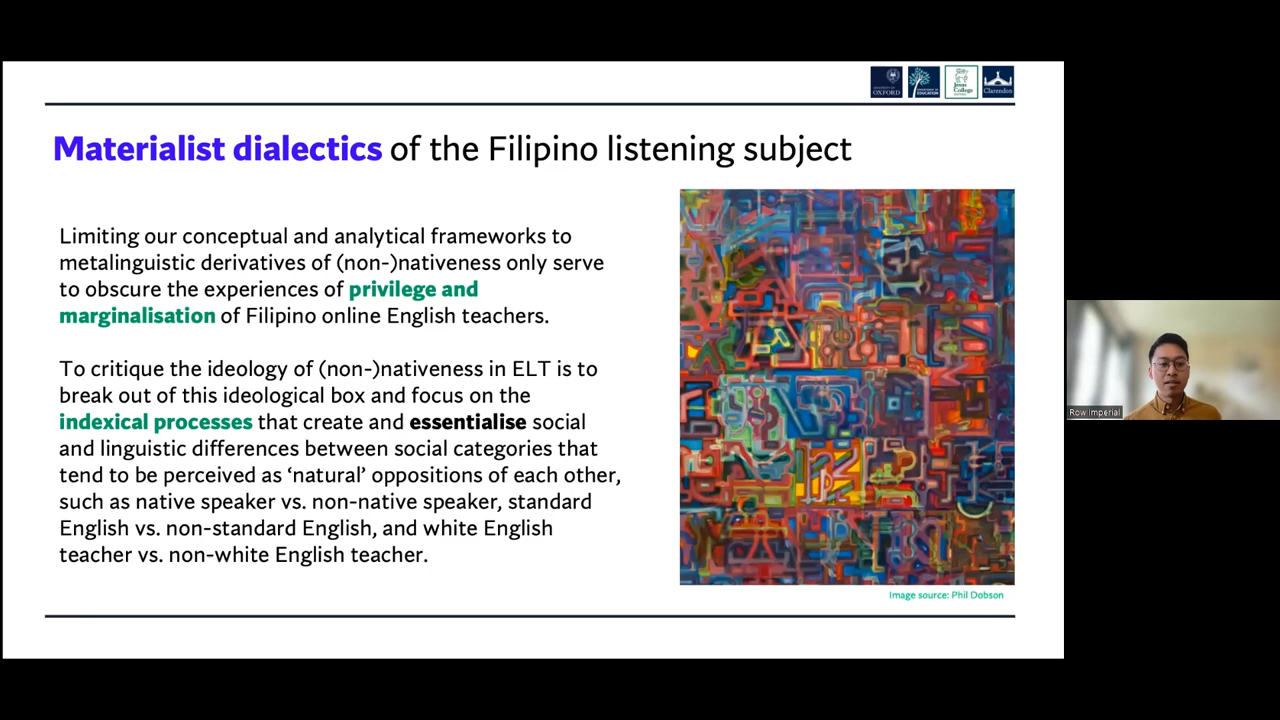 UNIVERSITY OF
OXFORD
DEPARTMENT OF
EDUCATION
Jesus
College
Clarendon
Materialist dialectics of the Filipino listening subject
Limiting our conceptual and analytical frameworks to
metalinguistic derivatives of (non-)nativeness only serve
to obscure the experiences of privilege and
marginalisation of Filipino online English teachers.
To critique the ideology of (non-)nativeness in ELT is to
break out of this ideological box and focus on the
indexical processes that create and essentialise social
and linguistic differences between social categories that
tend to be perceived as ‘natural’ oppositions of each other,
such as native speaker vs. non-native speaker, standard
English vs. non-standard English, and white English
teacher vs. non-white English teacher.
Image source: Phil Dobson
Row Imperial